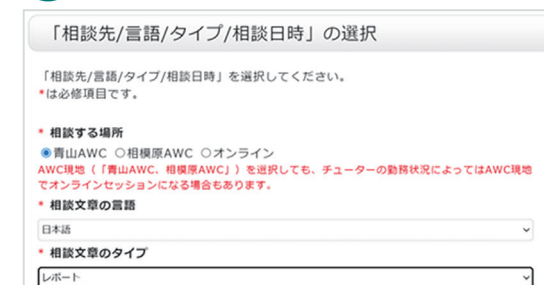 「相談先/言語/タイプ/相談日時」の選択
「相談先/言語/タイプ/相談日時」を選択してください。
*は必修項目です。
* 相談する場所
青山AWC 相模原AWC オンライン
AWC現地（「青山AWC、相模原AWC」）を選択しても、チューターの勤務状況によってはAWC現地
でオンラインセッションになる場合もあります。
* 相談文章の言語
日本語
* 相談文章のタイプ
レポート